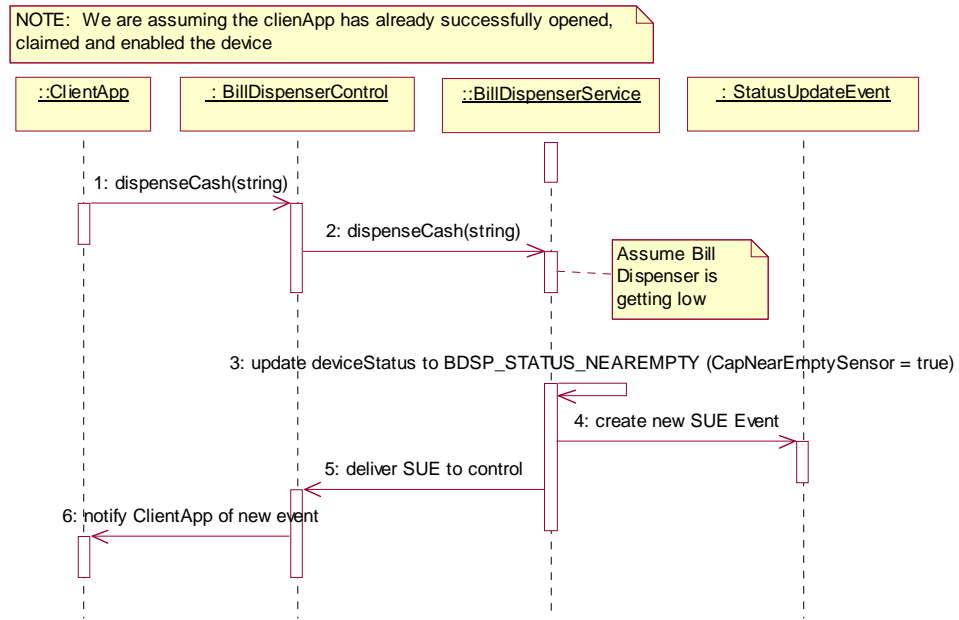 NOTE:  We are assuming the clienApp has already successfully opened,
claimed and enabled the device
::ClientApp
: BillDispenserControl
::BillDispenserService
: StatusUpdateEvent
1: dispenseCash(string)
2: dispenseCash(string)
Assume Bill
Dispenser is
getting low
3: update deviceStatus to BDSP_STATUS_NEAREMPTY (CapNearEmptySensor = true)
4: create new SUE Event
5: deliver SUE to control
6: notify ClientApp of new event